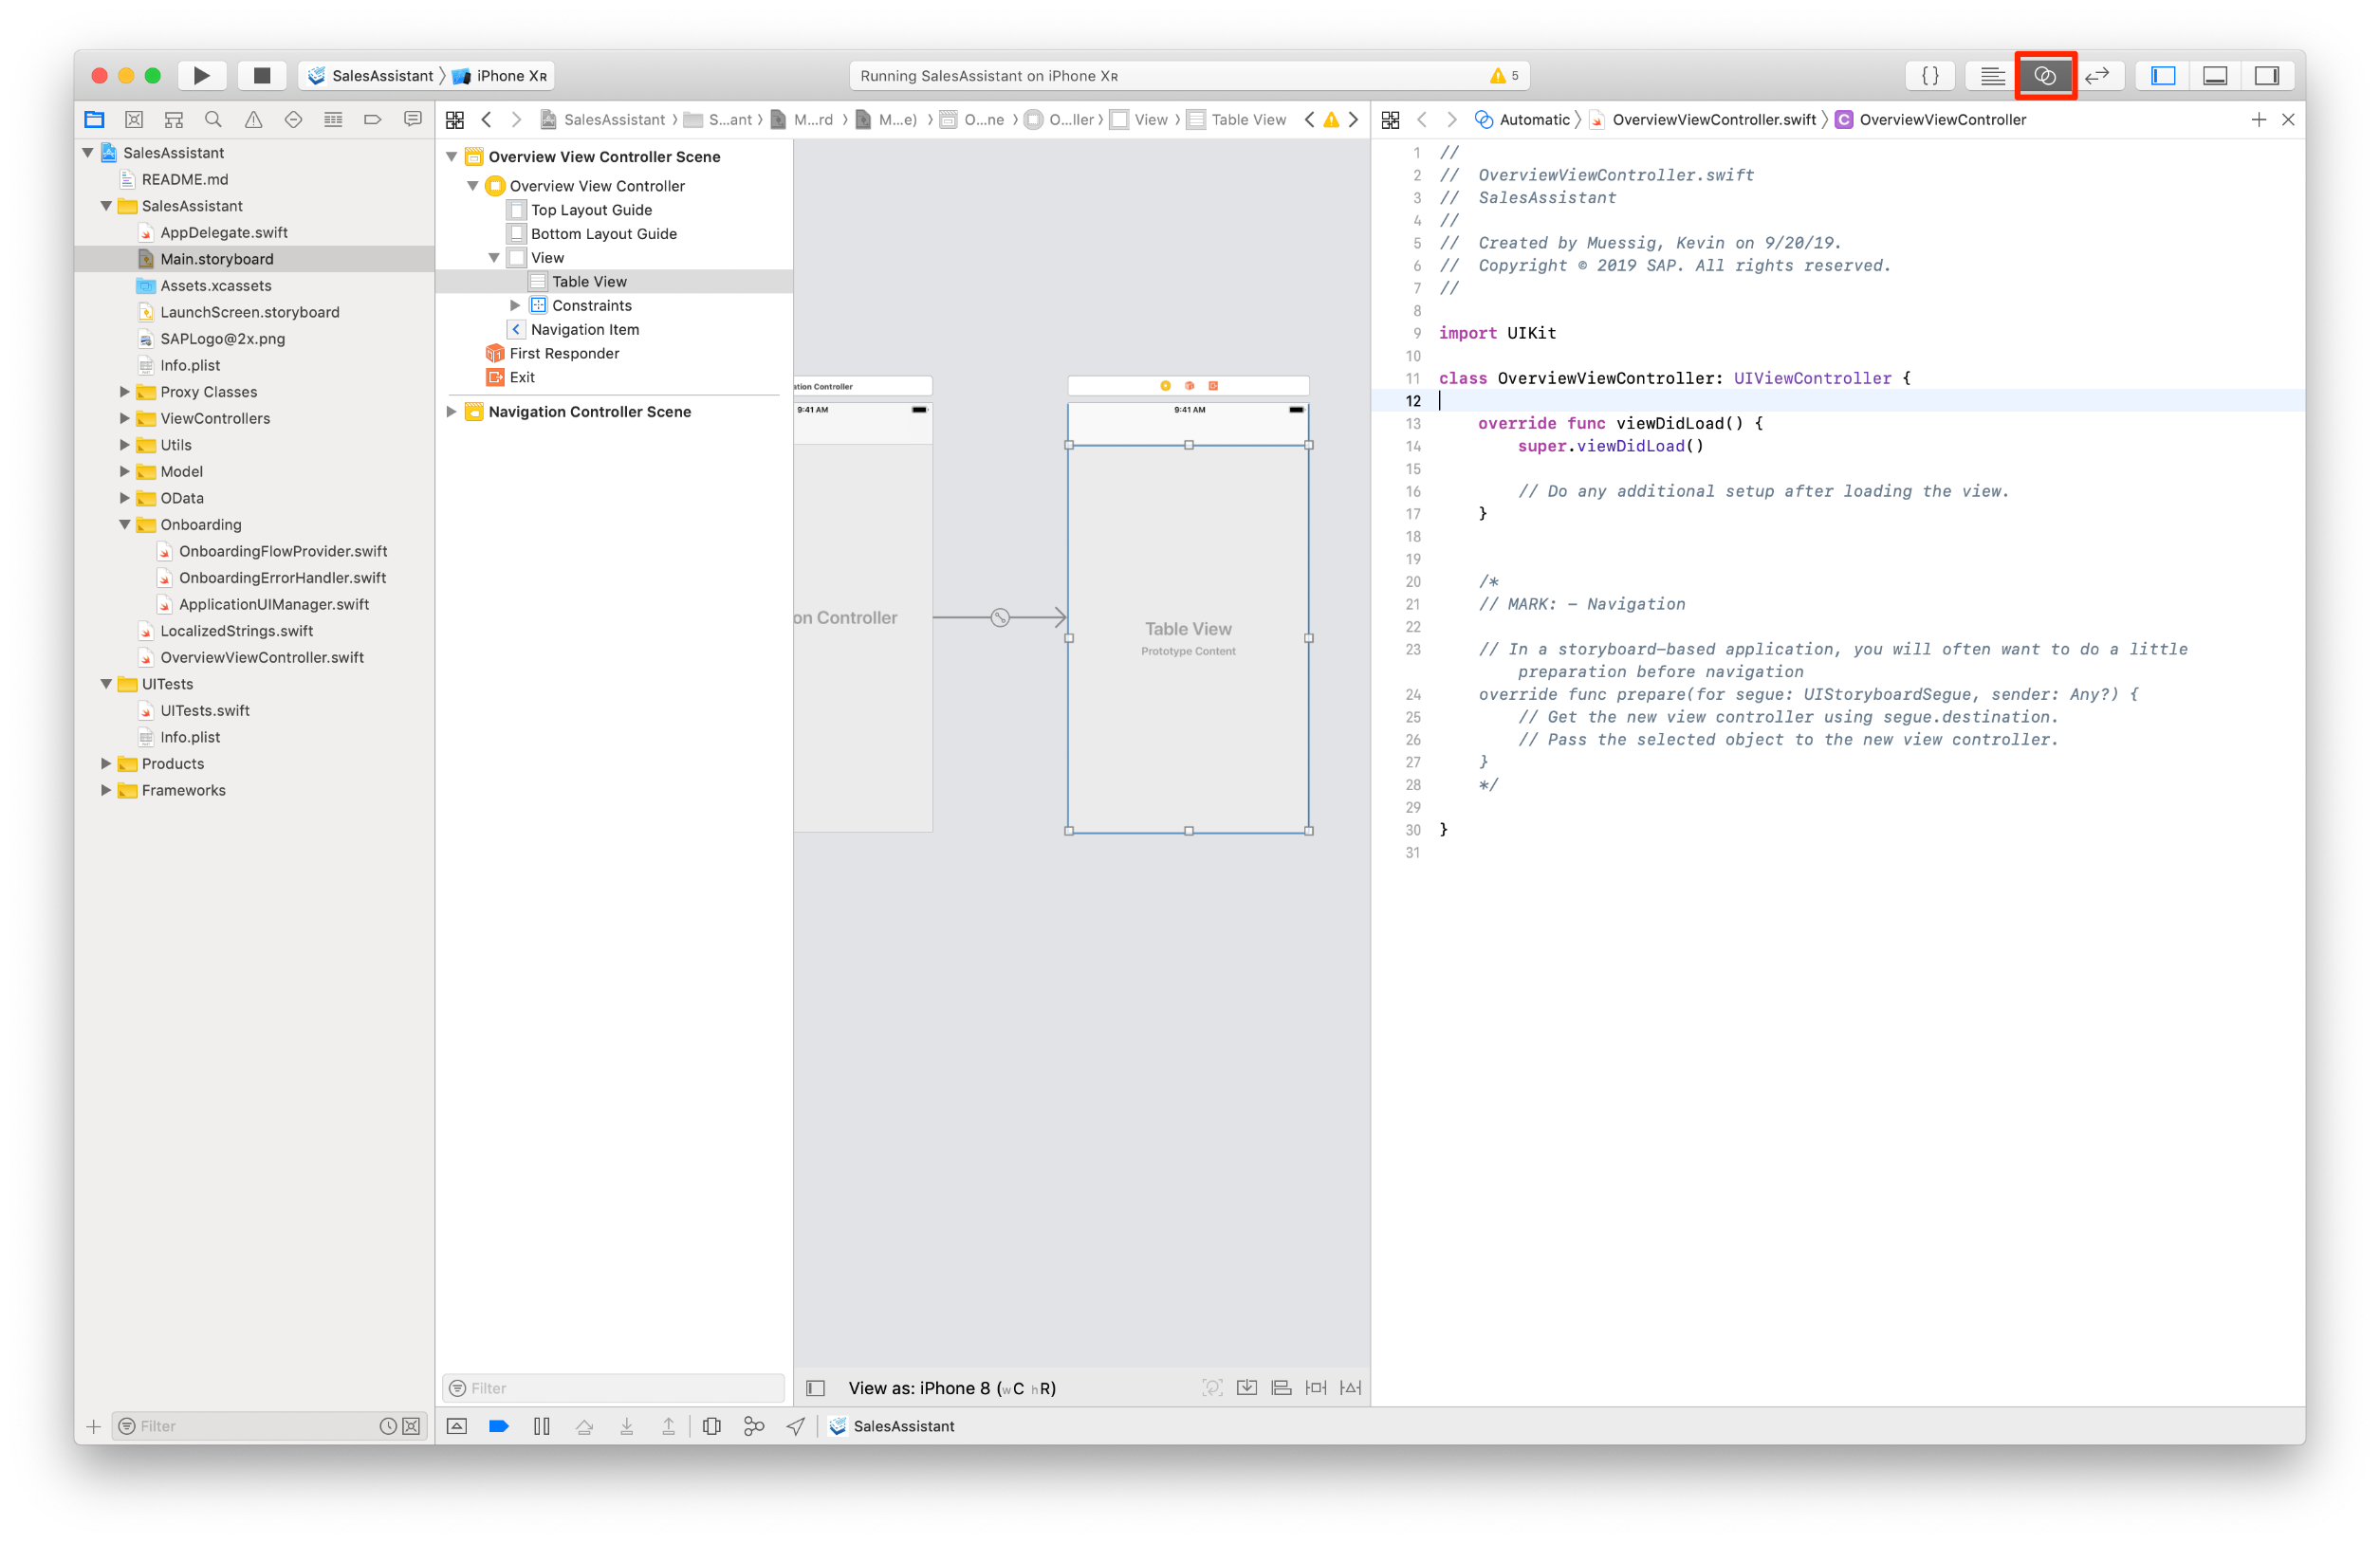 SalesAssistant 〉 iPhone XR
Running SalesAssistant on iPhone XR
5
{ }
SalesAssistant
README.md
SalesAssistant
AppDelegate.swift
Main.storyboard
Assets.xcassets
LaunchScreen.storyboard
SAPLogo@2x.png
Info.plist
Proxy Classes
ViewControllers
Utils
Model
OData
Onboarding
OnboardingFlowProvider.swift
OnboardingErrorHandler.swift
ApplicationUIManager.swift
LocalizedStrings.swift
OverviewViewController.swift
UITests
UITests.swift
Info.plist
Products
Frameworks
Filter
SalesAssistant 〉 S...ant 〉 M...rd 〉 M...e) 〉 O...ne 〉 O...ller 〉 View 〉 Table View
Overview View Controller Scene
Overview View Controller
Top Layout Guide
Bottom Layout Guide
View
Table View
Constraints
Navigation Item
First Responder
Exit
Navigation Controller Scene
Filter
ation Controller
9:41 AM
on Controller
9:41 AM
Table View
Prototype Content
View as: iPhone 8 (wC hR)
SalesAssistant
Automatic 〉 OverviewViewController.swift 〉 C OverviewViewController
1 //
2 //  OverviewViewController.swift
3 //  SalesAssistant
4 //
5 //  Created by Muessig, Kevin on 9/20/19.
6 //  Copyright © 2019 SAP. All rights reserved.
7 //
8
9 import UIKit
10
11 class OverviewViewController: UIViewController {
12
13     override func viewDidLoad() {
14         super.viewDidLoad()
15
16         // Do any additional setup after loading the view.
17     }
18
19
20     /*
21     // MARK: - Navigation
22
23     // In a storyboard-based application, you will often want to do a little
preparation before navigation
24     override func prepare(for segue: UIStoryboardSegue, sender: Any?) {
25         // Get the new view controller using segue.destination.
26         // Pass the selected object to the new view controller.
27     }
28     */
29
30 }
31